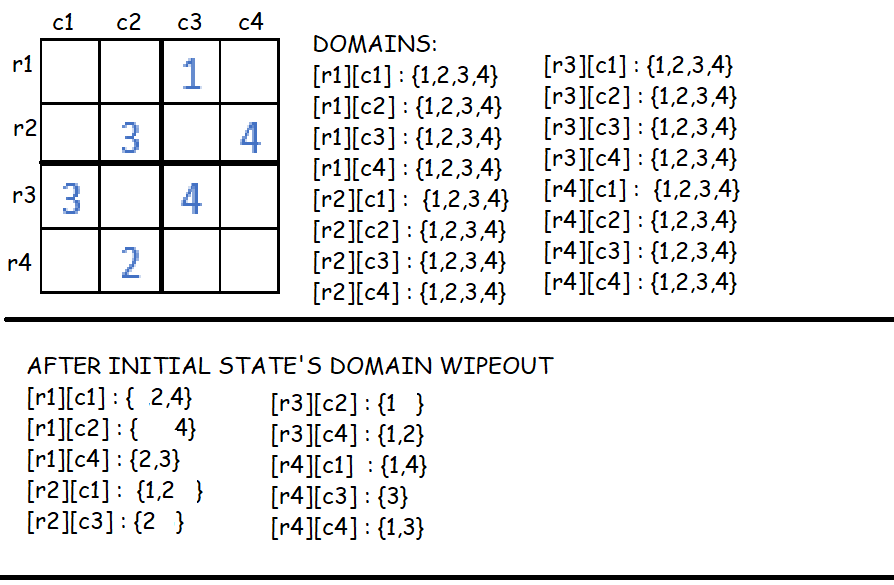 c1 c2 c3 c4
r1 1
r2 3 4
r3 3 4
r4 2
DOMAINS:
[r1][c1] : {1,2,3,4}
[r1][c2] : {1,2,3,4}
[r1][c3] : {1,2,3,4}
[r1][c4] : {1,2,3,4}
[r2][c1] : {1,2,3,4}
[r2][c2] : {1,2,3,4}
[r2][c3] : {1,2,3,4}
[r2][c4] : {1,2,3,4}
[r3][c1] : {1,2,3,4}
[r3][c2] : {1,2,3,4}
[r3][c3] : {1,2,3,4}
[r3][c4] : {1,2,3,4}
[r4][c1] : {1,2,3,4}
[r4][c2] : {1,2,3,4}
[r4][c3] : {1,2,3,4}
[r4][c4] : {1,2,3,4}
AFTER INITIAL STATE'S DOMAIN WIPEOUT
[r1][c1] : { 2,4}
[r1][c2] : { 4}
[r1][c4] : {2,3}
[r2][c1] : {1,2 }
[r2][c3] : {2 }
[r3][c2] : {1 }
[r3][c4] : {1,2}
[r4][c1] : {1,4}
[r4][c3] : {3}
[r4][c4] : {1,3}